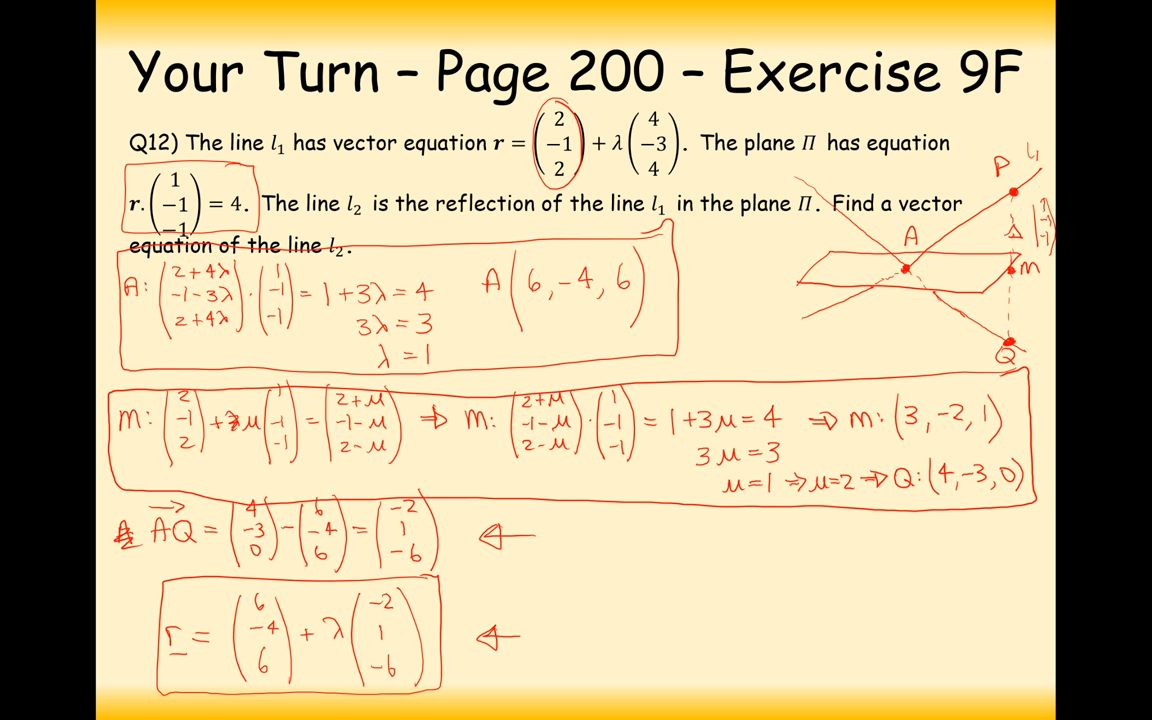 Your Turn – Page 200 – Exercise 9F
Q12) The line l₁ has vector equation r = (2 −1 2) + λ (4 −3 4). The plane Π has equation
r. (1 −1 −1) = 4. The line l₂ is the reflection of the line l₁ in the plane Π. Find a vector
equation of the line l₂.
P l₁
(1 −1 −1)
A
M
Q
A: (2+4λ −1−3λ 2+4λ) · (1 −1 −1) = 1+3λ = 4
3λ = 3
λ = 1
A (6, −4, 6)
M: (2 −1 2) + μ (1 −1 −1) = (2+μ −1−μ 2−μ) ⇒ M: (2+μ −1−μ 2−μ) · (1 −1 −1) = 1+3μ = 4 ⇒ M: (3, −2, 1)
3μ = 3
μ = 1 ⇒ μ = 2 ⇒ Q: (4, −3, 0)
AQ = (4 −3 0) − (6 −4 6) = (−2 1 −6) ⇐
r = (6 −4 6) + λ (−2 1 −6) ⇐